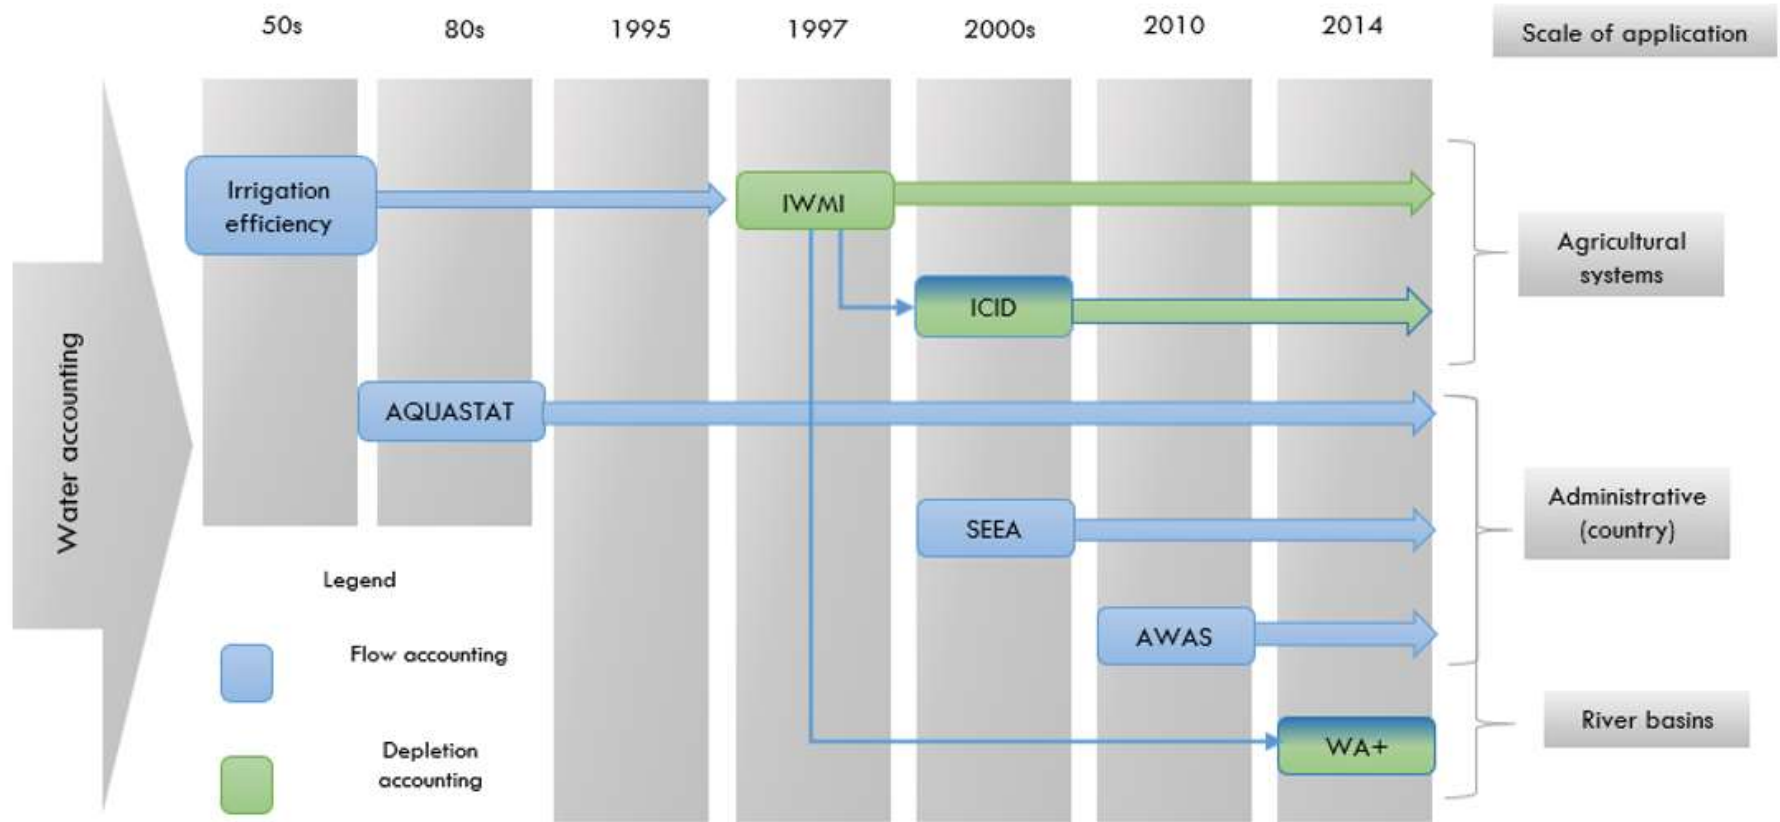 50s
80s
1995
1997
2000s
2010
2014
Scale of application
Irrigation
efficiency
IWMI
Agricultural
systems
ICID
Water accounting
AQUASTAT
Administrative
(country)
SEEA
Legend
Flow accounting
AWAS
River basins
WA+
Depletion
accounting